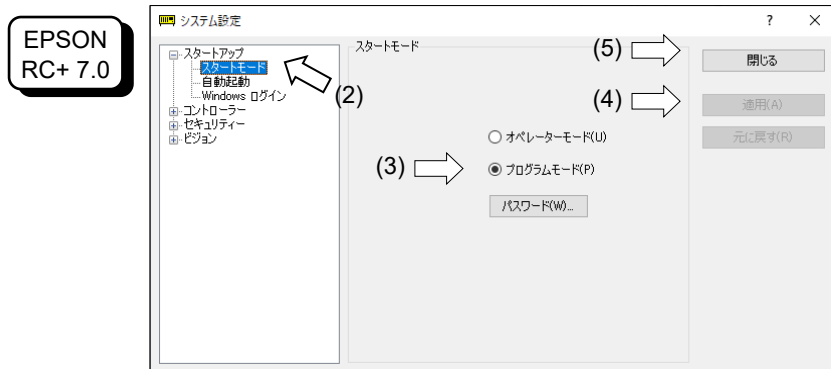 EPSON
RC+ 7.0
システム設定
スタートアップ
スタートモード
自動起動
Windows ログイン
コントローラー
セキュリティー
ビジョン
(2)
スタートモード
オペレーターモード(U)
(3)
プログラムモード(P)
パスワード(W)...
(5)
閉じる
(4)
適用(A)
元に戻す(R)